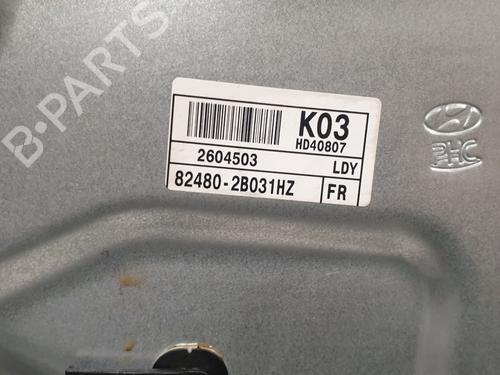 K03
HD40807
2604503
LDY
82480-2B031HZ
FR
PHC
B-PARTS